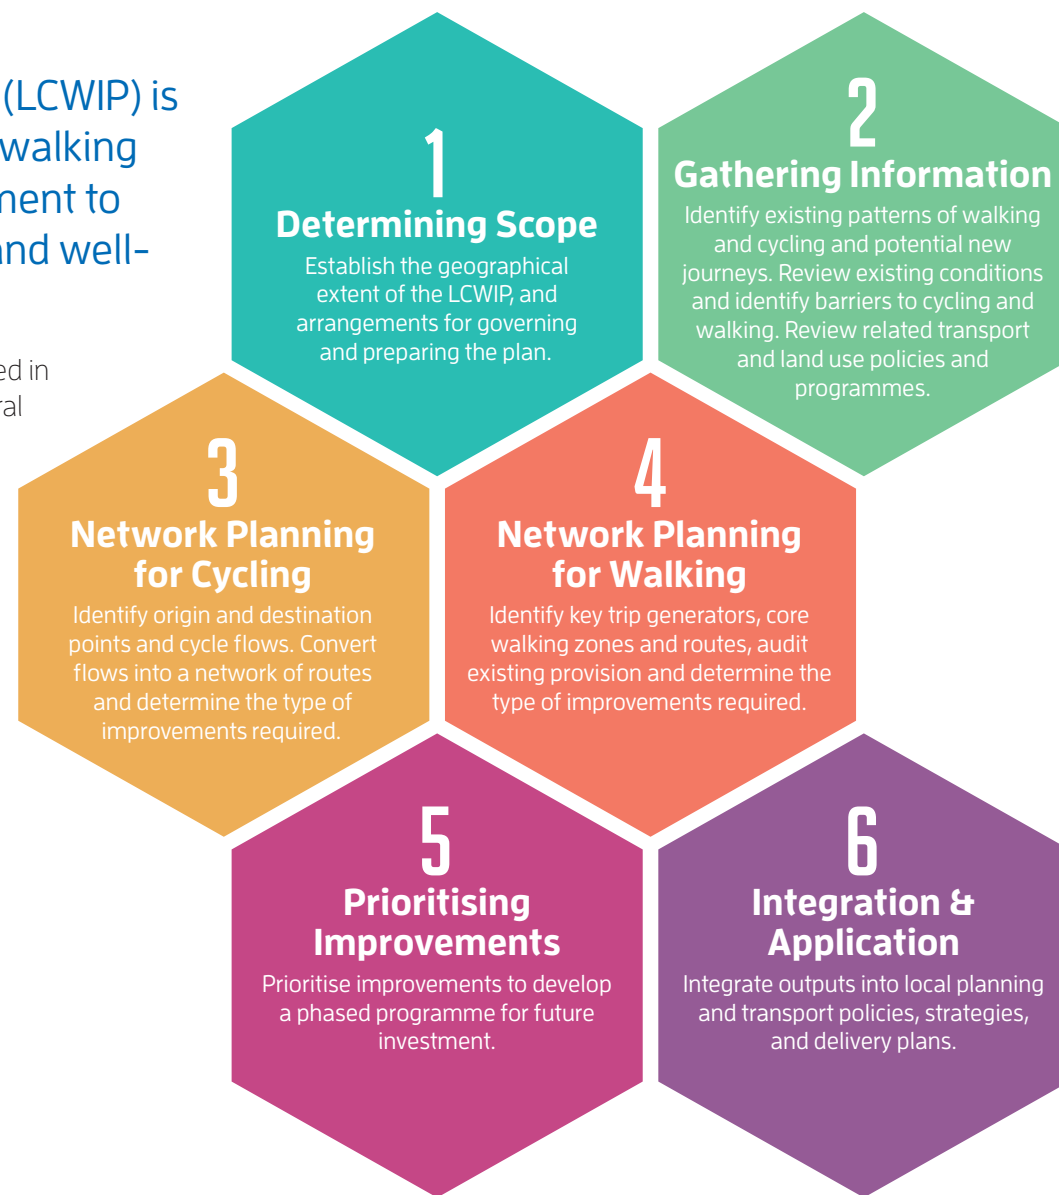 (LCWIP) is
walking
ment to
and well-
ed in
ral
1
Determining Scope
Establish the geographical
extent of the LCWIP, and
arrangements for governing
and preparing the plan.
2
Gathering Information
Identify existing patterns of walking
and cycling and potential new
journeys. Review existing conditions
and identify barriers to cycling and
walking. Review related transport
and land use policies and
programmes.
3
Network Planning
for Cycling
Identify origin and destination
points and cycle flows. Convert
flows into a network of routes
and determine the type of
improvements required.
4
Network Planning
for Walking
Identify key trip generators, core
walking zones and routes, audit
existing provision and determine the
type of improvements required.
5
Prioritising
Improvements
Prioritise improvements to develop
a phased programme for future
investment.
6
Integration &
Application
Integrate outputs into local planning
and transport policies, strategies,
and delivery plans.